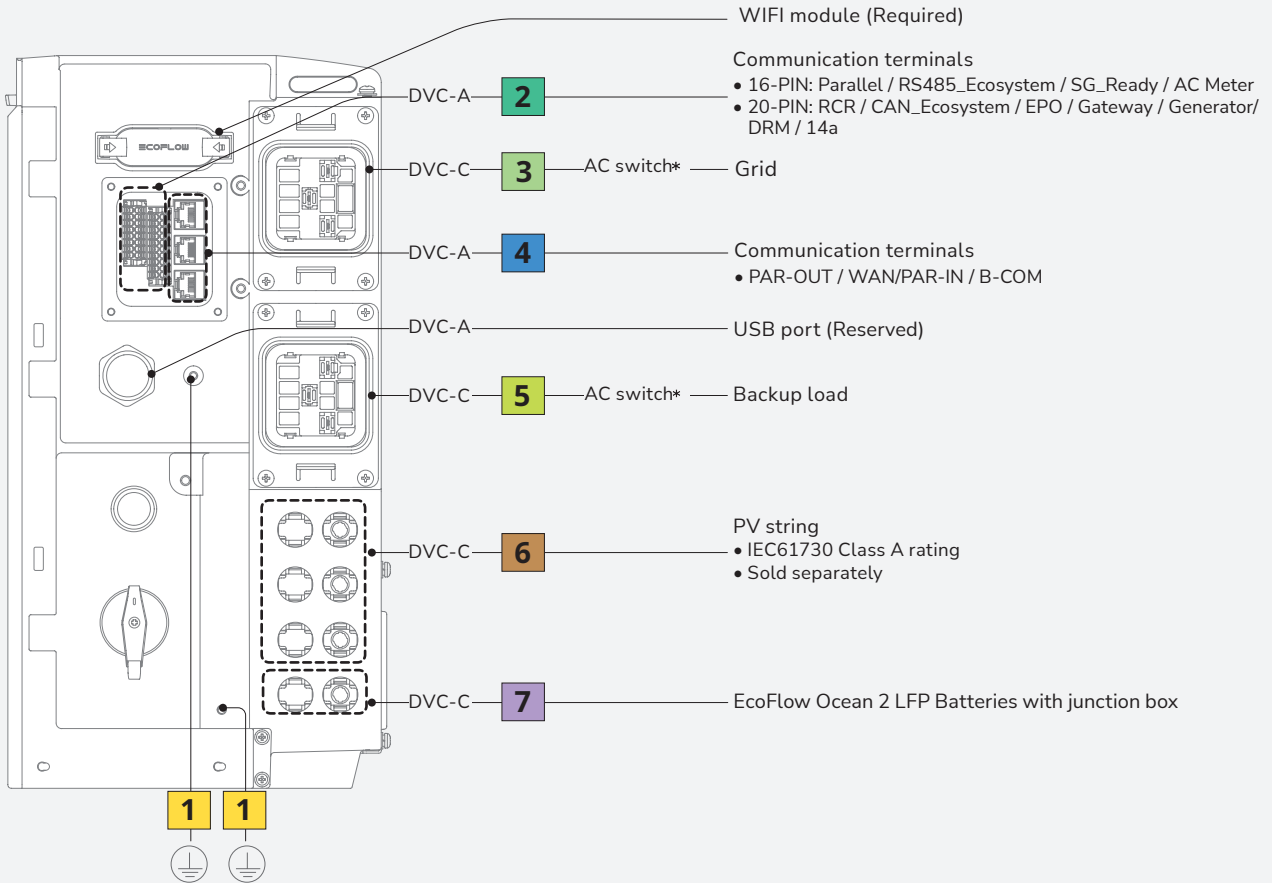 WIFI module (Required)
Communication terminals
• 16-PIN: Parallel / RS485_Ecosystem / SG_Ready / AC Meter
• 20-PIN: RCR / CAN_Ecosystem / EPO / Gateway / Generator/
DRM / 14a
DVC-A 2
ECOFLOW
DVC-C 3 AC switch* Grid
DVC-A 4 Communication terminals
• PAR-OUT / WAN/PAR-IN / B-COM
DVC-A USB port (Reserved)
DVC-C 5 AC switch* Backup load
PV string
DVC-C 6 • IEC61730 Class A rating
• Sold separately
DVC-C 7 EcoFlow Ocean 2 LFP Batteries with junction box
1 1